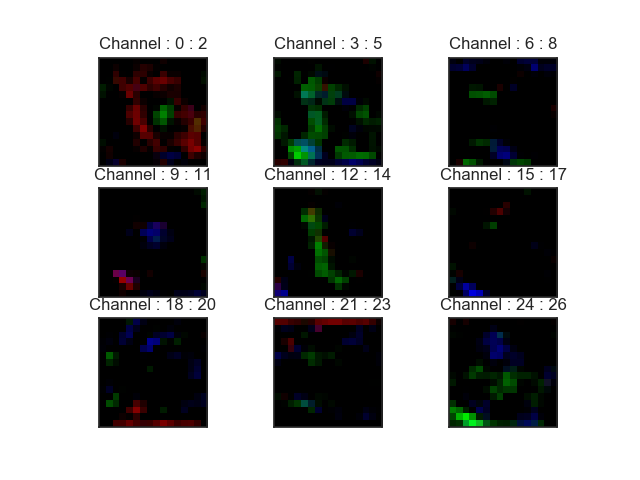 Channel : 0 : 2
Channel : 3 : 5
Channel : 6 : 8
Channel : 9 : 11
Channel : 12 : 14
Channel : 15 : 17
Channel : 18 : 20
Channel : 21 : 23
Channel : 24 : 26